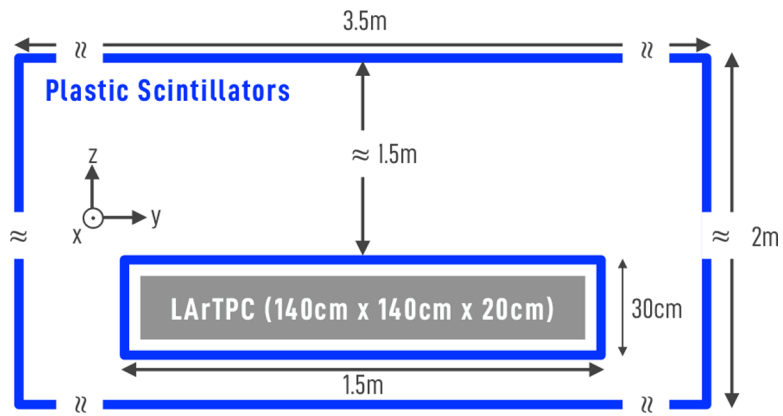 3.5m
Plastic Scintillators
≈ 1.5m
z
y
x
≈ 2m
LArTPC (140cm x 140cm x 20cm)
30cm
1.5m